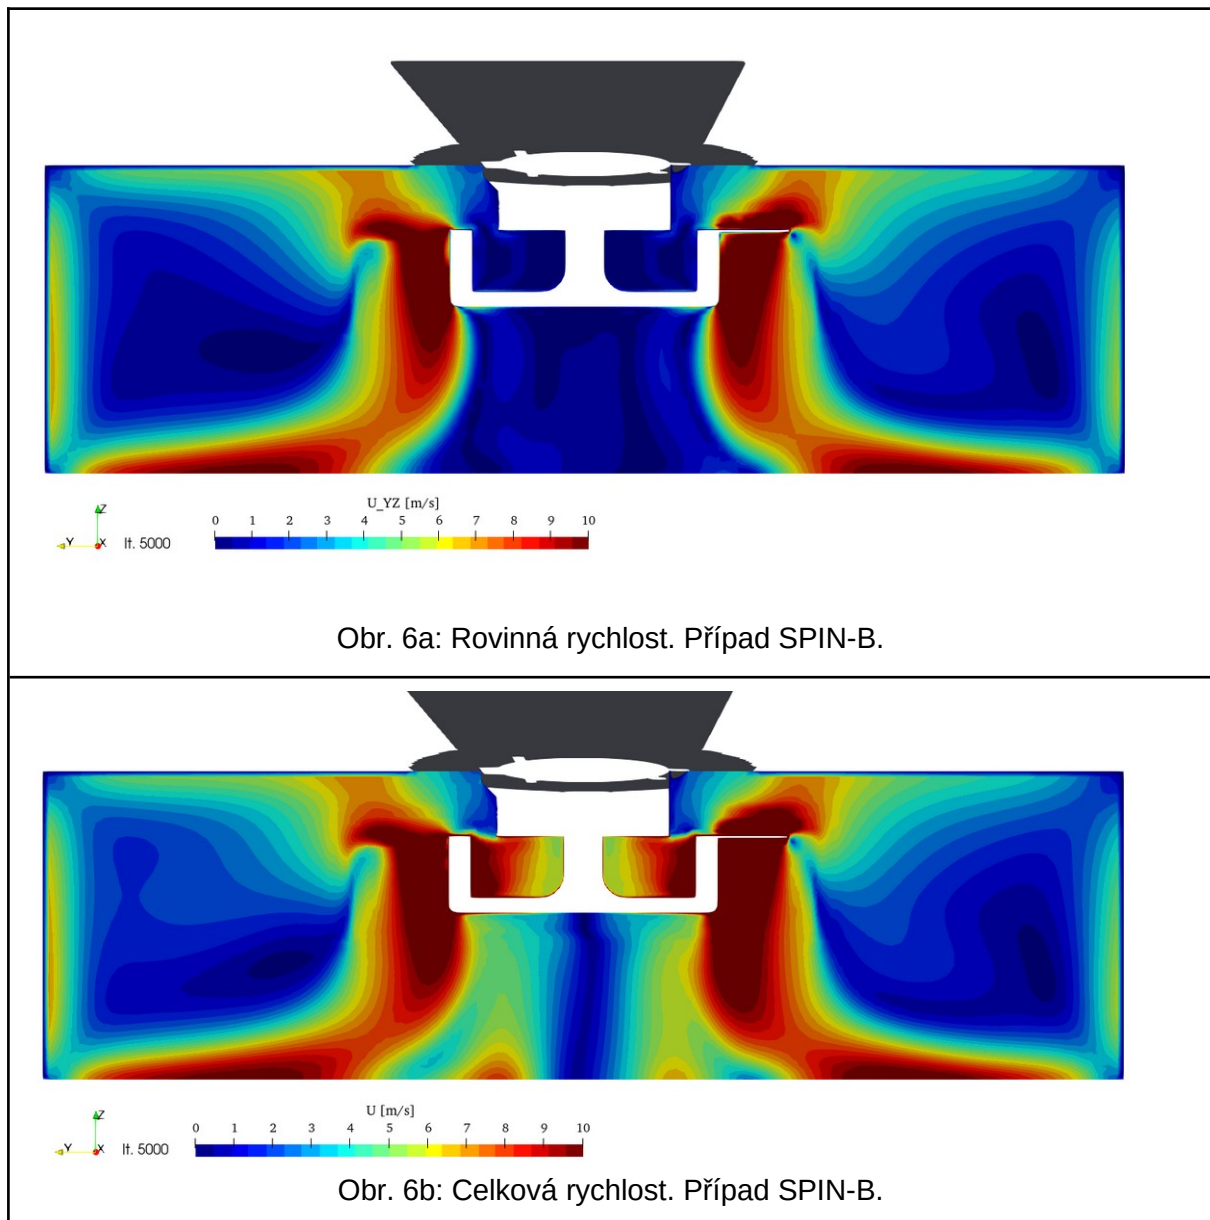 U_YZ [m/s]
0 1 2 3 4 5 6 7 8 9 10
Z
Y X It. 5000
Obr. 6a: Rovinná rychlost. Případ SPIN-B.
U [m/s]
0 1 2 3 4 5 6 7 8 9 10
Z
Y X It. 5000
Obr. 6b: Celková rychlost. Případ SPIN-B.